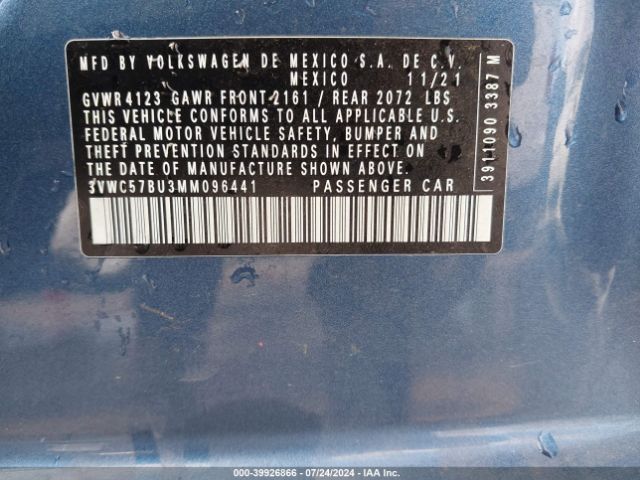 MFD BY VOLKSWAGEN DE MEXICO S.A. DE C.V.
MEXICO 11/21
GVWR 4123 GAWR FRONT 2161 / REAR 2072 LBS
THIS VEHICLE CONFORMS TO ALL APPLICABLE U.S.
FEDERAL MOTOR VEHICLE SAFETY, BUMPER AND
THEFT PREVENTION STANDARDS IN EFFECT ON
THE DATE OF MANUFACTURE SHOWN ABOVE.
3VWC57BU3MM096441 PASSENGER CAR
3911090 3387 M
000-39926866 - 07/24/2024 - IAA Inc.